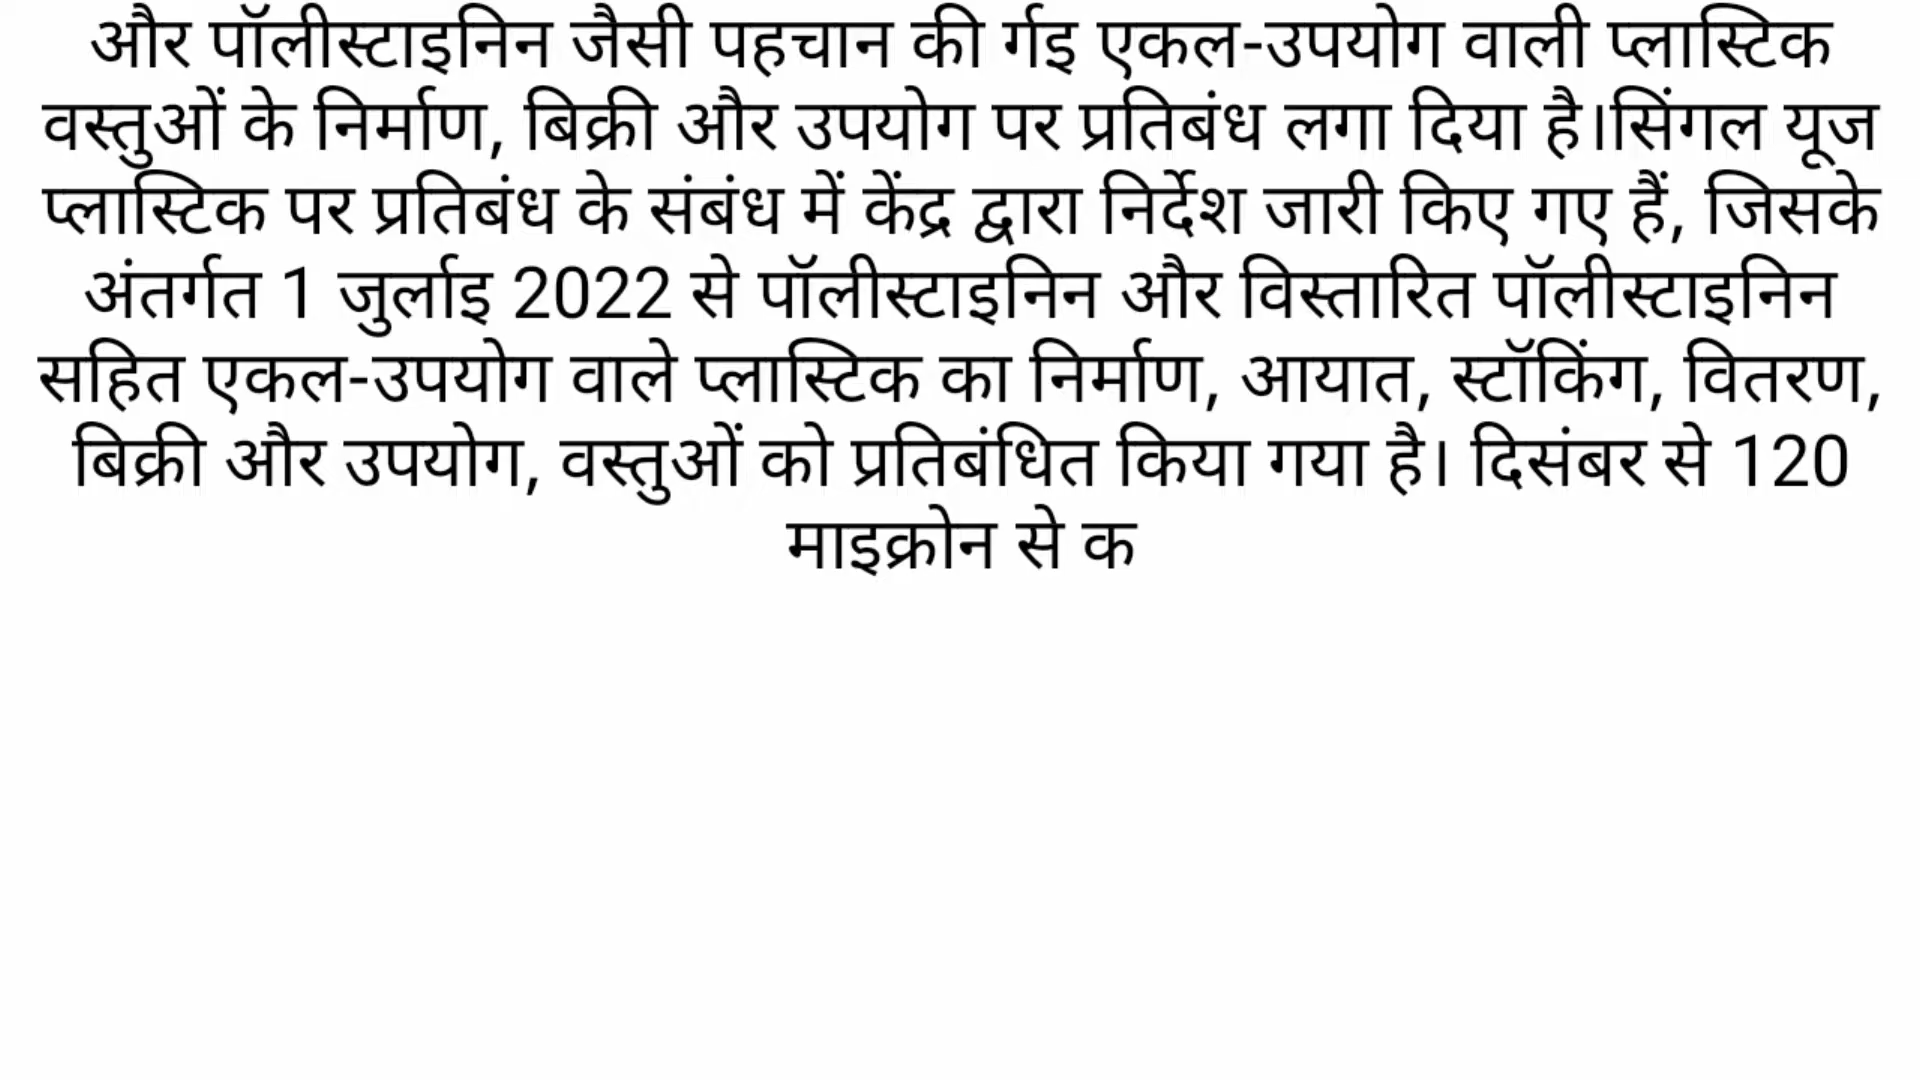 और पॉलीस्टाइनिन जैसी पहचान की र्गइ एकल-उपयोग वाली प्लास्टिक
वस्तुओं के निर्माण, बिक्री और उपयोग पर प्रतिबंध लगा दिया है।सिंगल यूज
प्लास्टिक पर प्रतिबंध के संबंध में केंद्र द्वारा निर्देश जारी किए गए हैं, जिसके
अंतर्गत 1 जुर्लाइ 2022 से पॉलीस्टाइनिन और विस्तारित पॉलीस्टाइनिन
सहित एकल-उपयोग वाले प्लास्टिक का निर्माण, आयात, स्टॉकिंग, वितरण,
बिक्री और उपयोग, वस्तुओं को प्रतिबंधित किया गया है। दिसंबर से 120
माइक्रोन से क